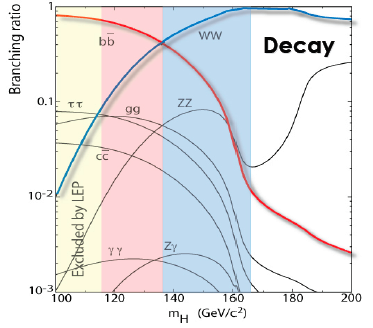 Branching ratio
1
0.1
10⁻²
10⁻³
bb̄
WW
Decay
ττ
gg
ZZ
cc̄
Excluded by LEP
γγ
Zγ
100
120
140
160
180
200
m_H (GeV/c²)